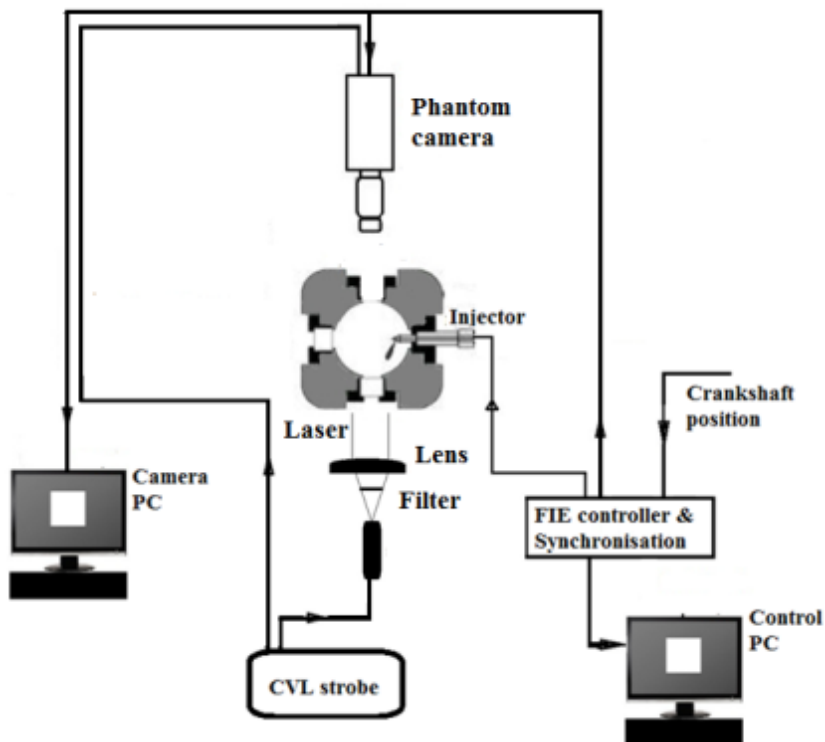 Phantom
camera
Injector
Crankshaft
position
Laser
Lens
Filter
Camera
PC
FIE controller &
Synchronisation
Control
PC
CVL strobe